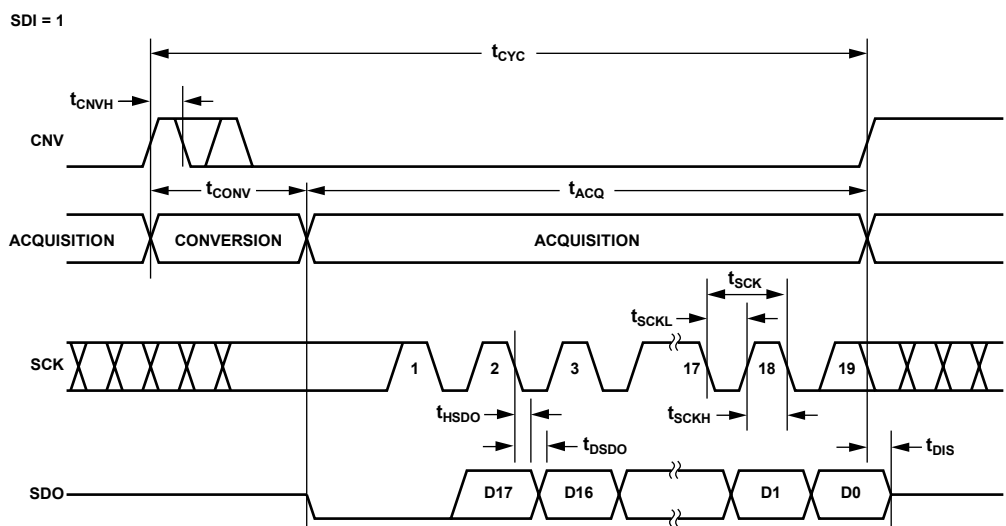 SDI = 1
tCYC
tCNVH
CNV
tCONV
tACQ
ACQUISITION
CONVERSION
ACQUISITION
tSCK
tSCKL
SCK
1
2
3
17
18
19
tHSDO
tSCKH
tDSDO
tDIS
SDO
D17
D16
D1
D0